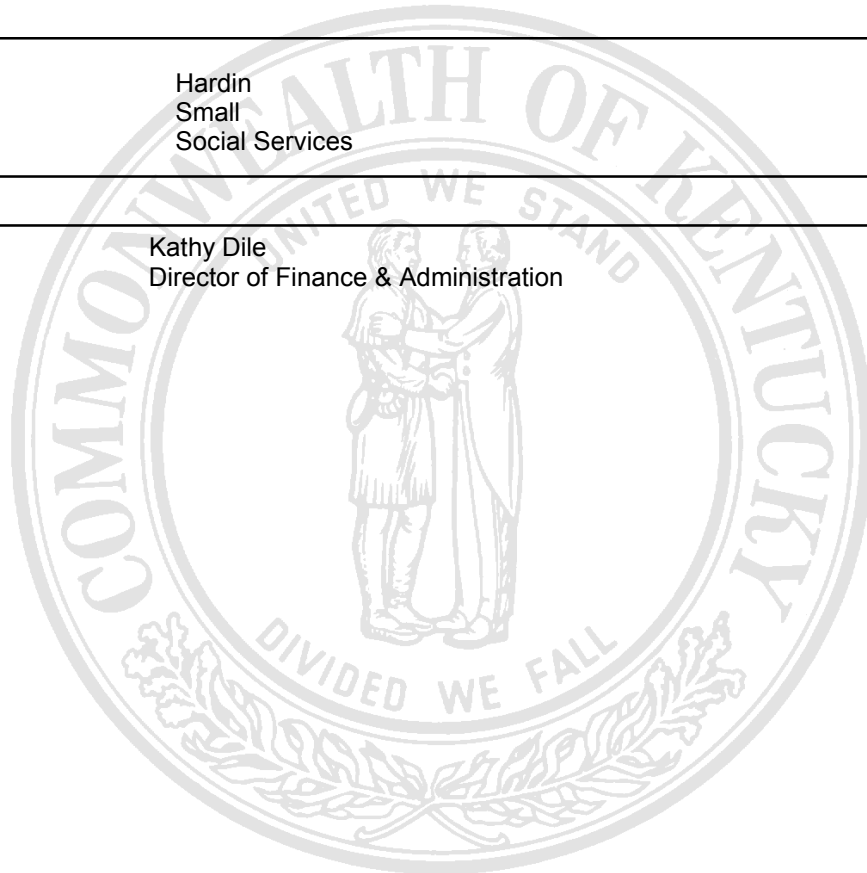 Hardin
Small
Social Services
Kathy Dile
Director of Finance & Administration
COMMONWEALTH OF KENTUCKY
UNITED WE STAND
DIVIDED WE FALL